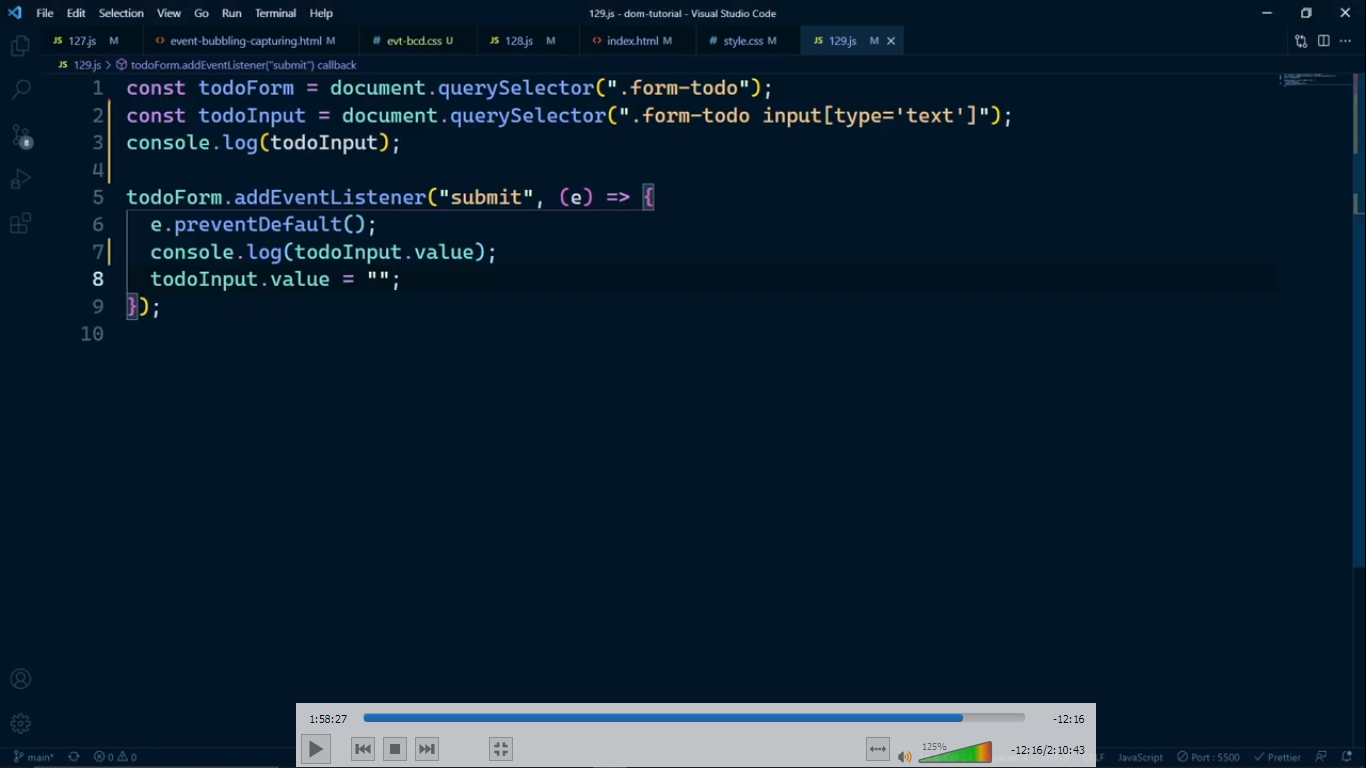 File Edit Selection View Go Run Terminal Help 129.js - dom-tutorial - Visual Studio Code
JS 127.js M <> event-bubbling-capturing.html M # evt-bcd.css U JS 128.js M <> index.html M # style.css M JS 129.js M
JS 129.js > todoForm.addEventListener("submit") callback
1 const todoForm = document.querySelector(".form-todo");
2 const todoInput = document.querySelector(".form-todo input[type='text']");
3 console.log(todoInput);
4
5 todoForm.addEventListener("submit", (e) => {
6 e.preventDefault();
7 console.log(todoInput.value);
8 todoInput.value = "";
9 });
10
8
1:58:27 -12:16
125% -12:16/2:10:43
main* 0 0 JavaScript Port : 5500 Prettier